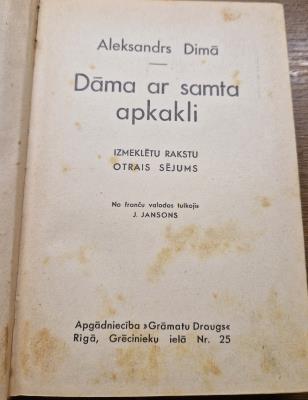 Aleksandrs Dimā
Dāma ar samta
apkakli
IZMEKLĒTU RAKSTU
OTRAIS SĒJUMS
No franču valodas tulkojis
J. JANSONS
Apgādniecība »Grāmatu Draugs«
Rīgā, Grēcinieku ielā Nr. 25